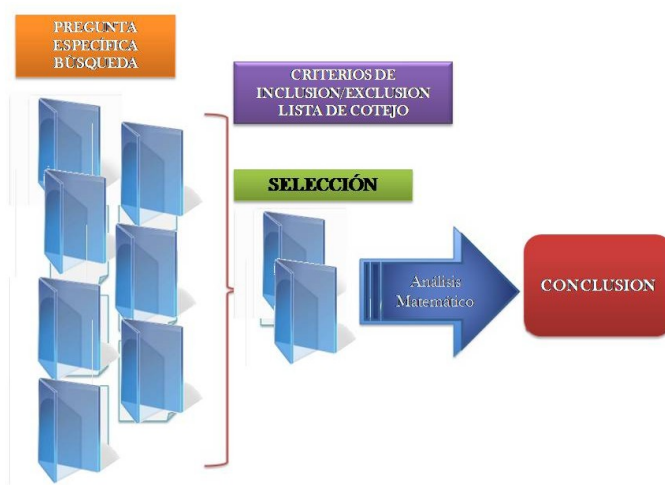 PREGUNTA
ESPECÍFICA
BÚSQUEDA
CRITERIOS DE
INCLUSION/EXCLUSION
LISTA DE COTEJO
SELECCIÓN
Análisis
Matemático
CONCLUSION